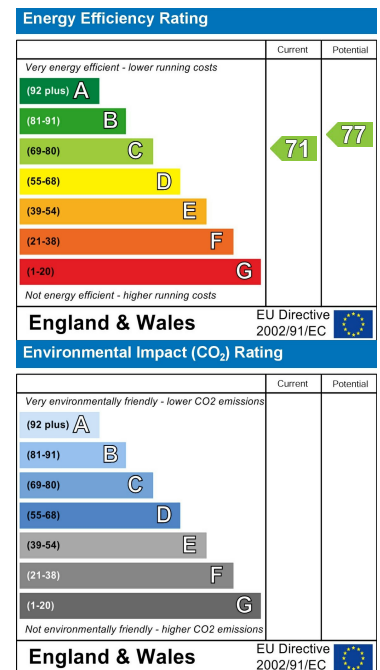 Energy Efficiency Rating
Current Potential
Very energy efficient - lower running costs
(92 plus) A
(81-91) B
(69-80) C
71
77
(55-68) D
(39-54) E
(21-38) F
(1-20) G
Not energy efficient - higher running costs
England & Wales
EU Directive
2002/91/EC
Environmental Impact (CO₂) Rating
Current Potential
Very environmentally friendly - lower CO2 emissions
(92 plus) A
(81-91) B
(69-80) C
(55-68) D
(39-54) E
(21-38) F
(1-20) G
Not environmentally friendly - higher CO2 emissions
England & Wales
EU Directive
2002/91/EC